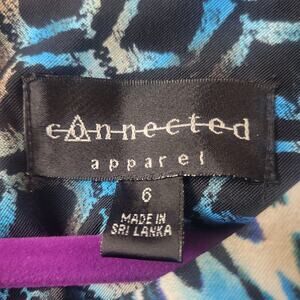 connected
apparel
6
MADE IN
SRI LANKA